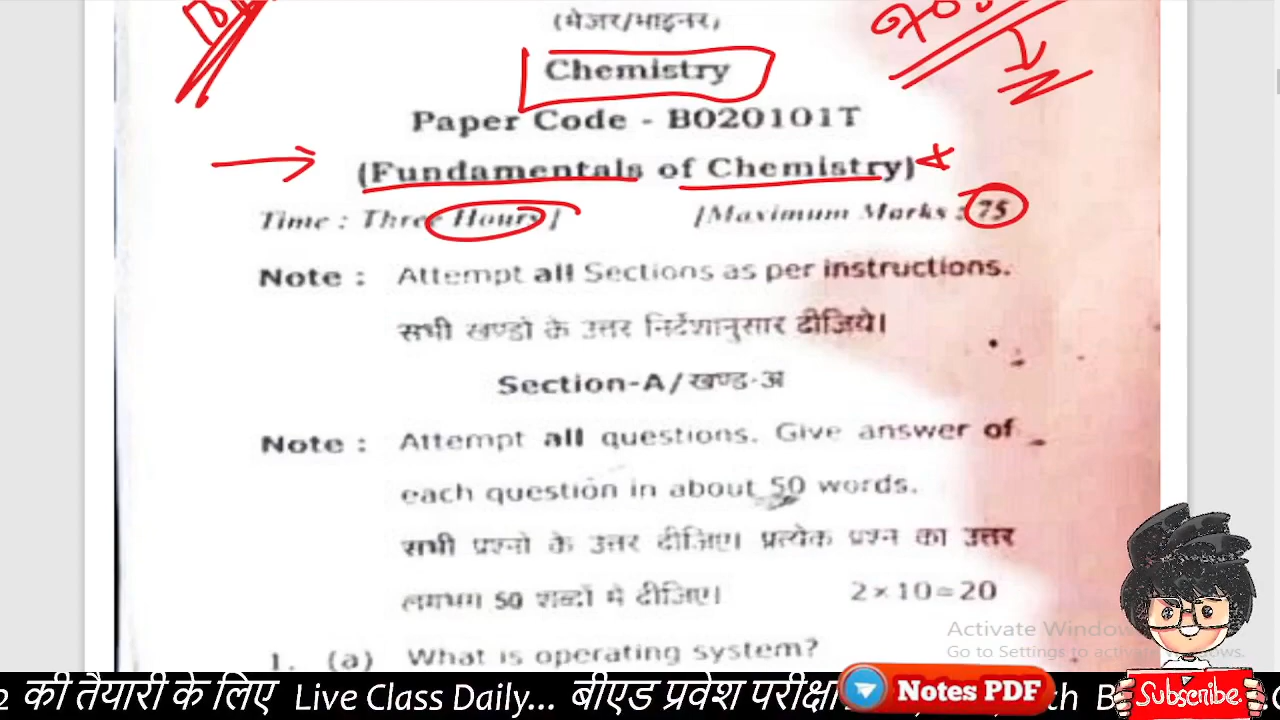 (मेजर/माइनर)
Chemistry
Paper Code - B020101T
(Fundamentals of Chemistry)
Time : Three Hours]
[Maximum Marks : 75
Note : Attempt all Sections as per instructions.
सभी खण्डो के उत्तर निर्देशानुसार दीजिये।
Section-A/खण्ड-अ
Note : Attempt all questions. Give answer of
each question in about 50 words.
सभी प्रश्नो के उत्तर दीजिए। प्रत्येक प्रश्न का उत्तर
लगभग 50 शब्दों मे दीजिए।
2×10=20
1. (a) What is operating system?
Activate Windows
Go to Settings to activate Windows.
की तैयारी के लिए Live Class Daily... बीएड प्रवेश परीक्षा
Notes PDF
Subscribe